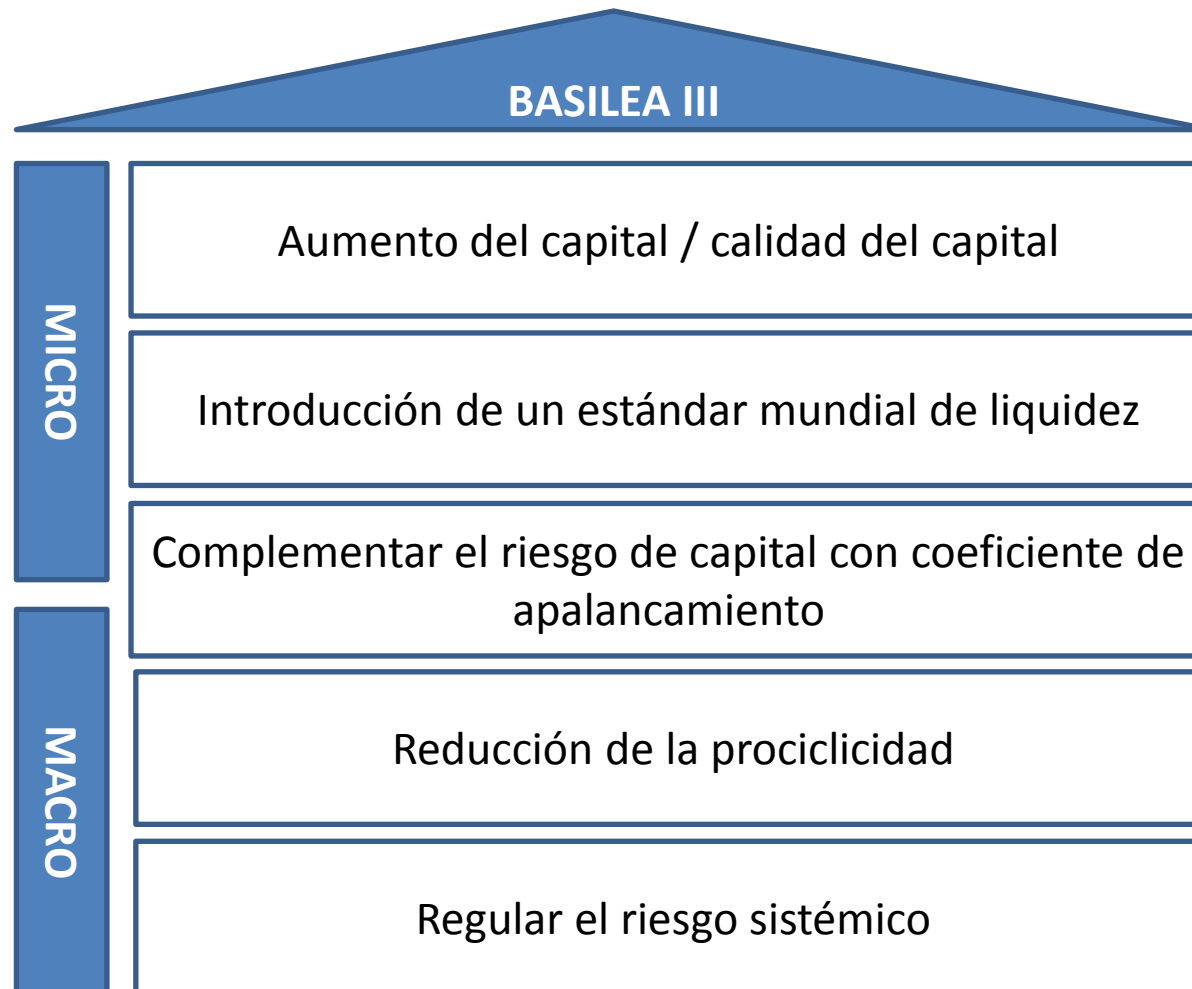 BASILEA III
MICRO
Aumento del capital / calidad del capital
Introducción de un estándar mundial de liquidez
Complementar el riesgo de capital con coeficiente de
apalancamiento
MACRO
Reducción de la prociclicidad
Regular el riesgo sistémico